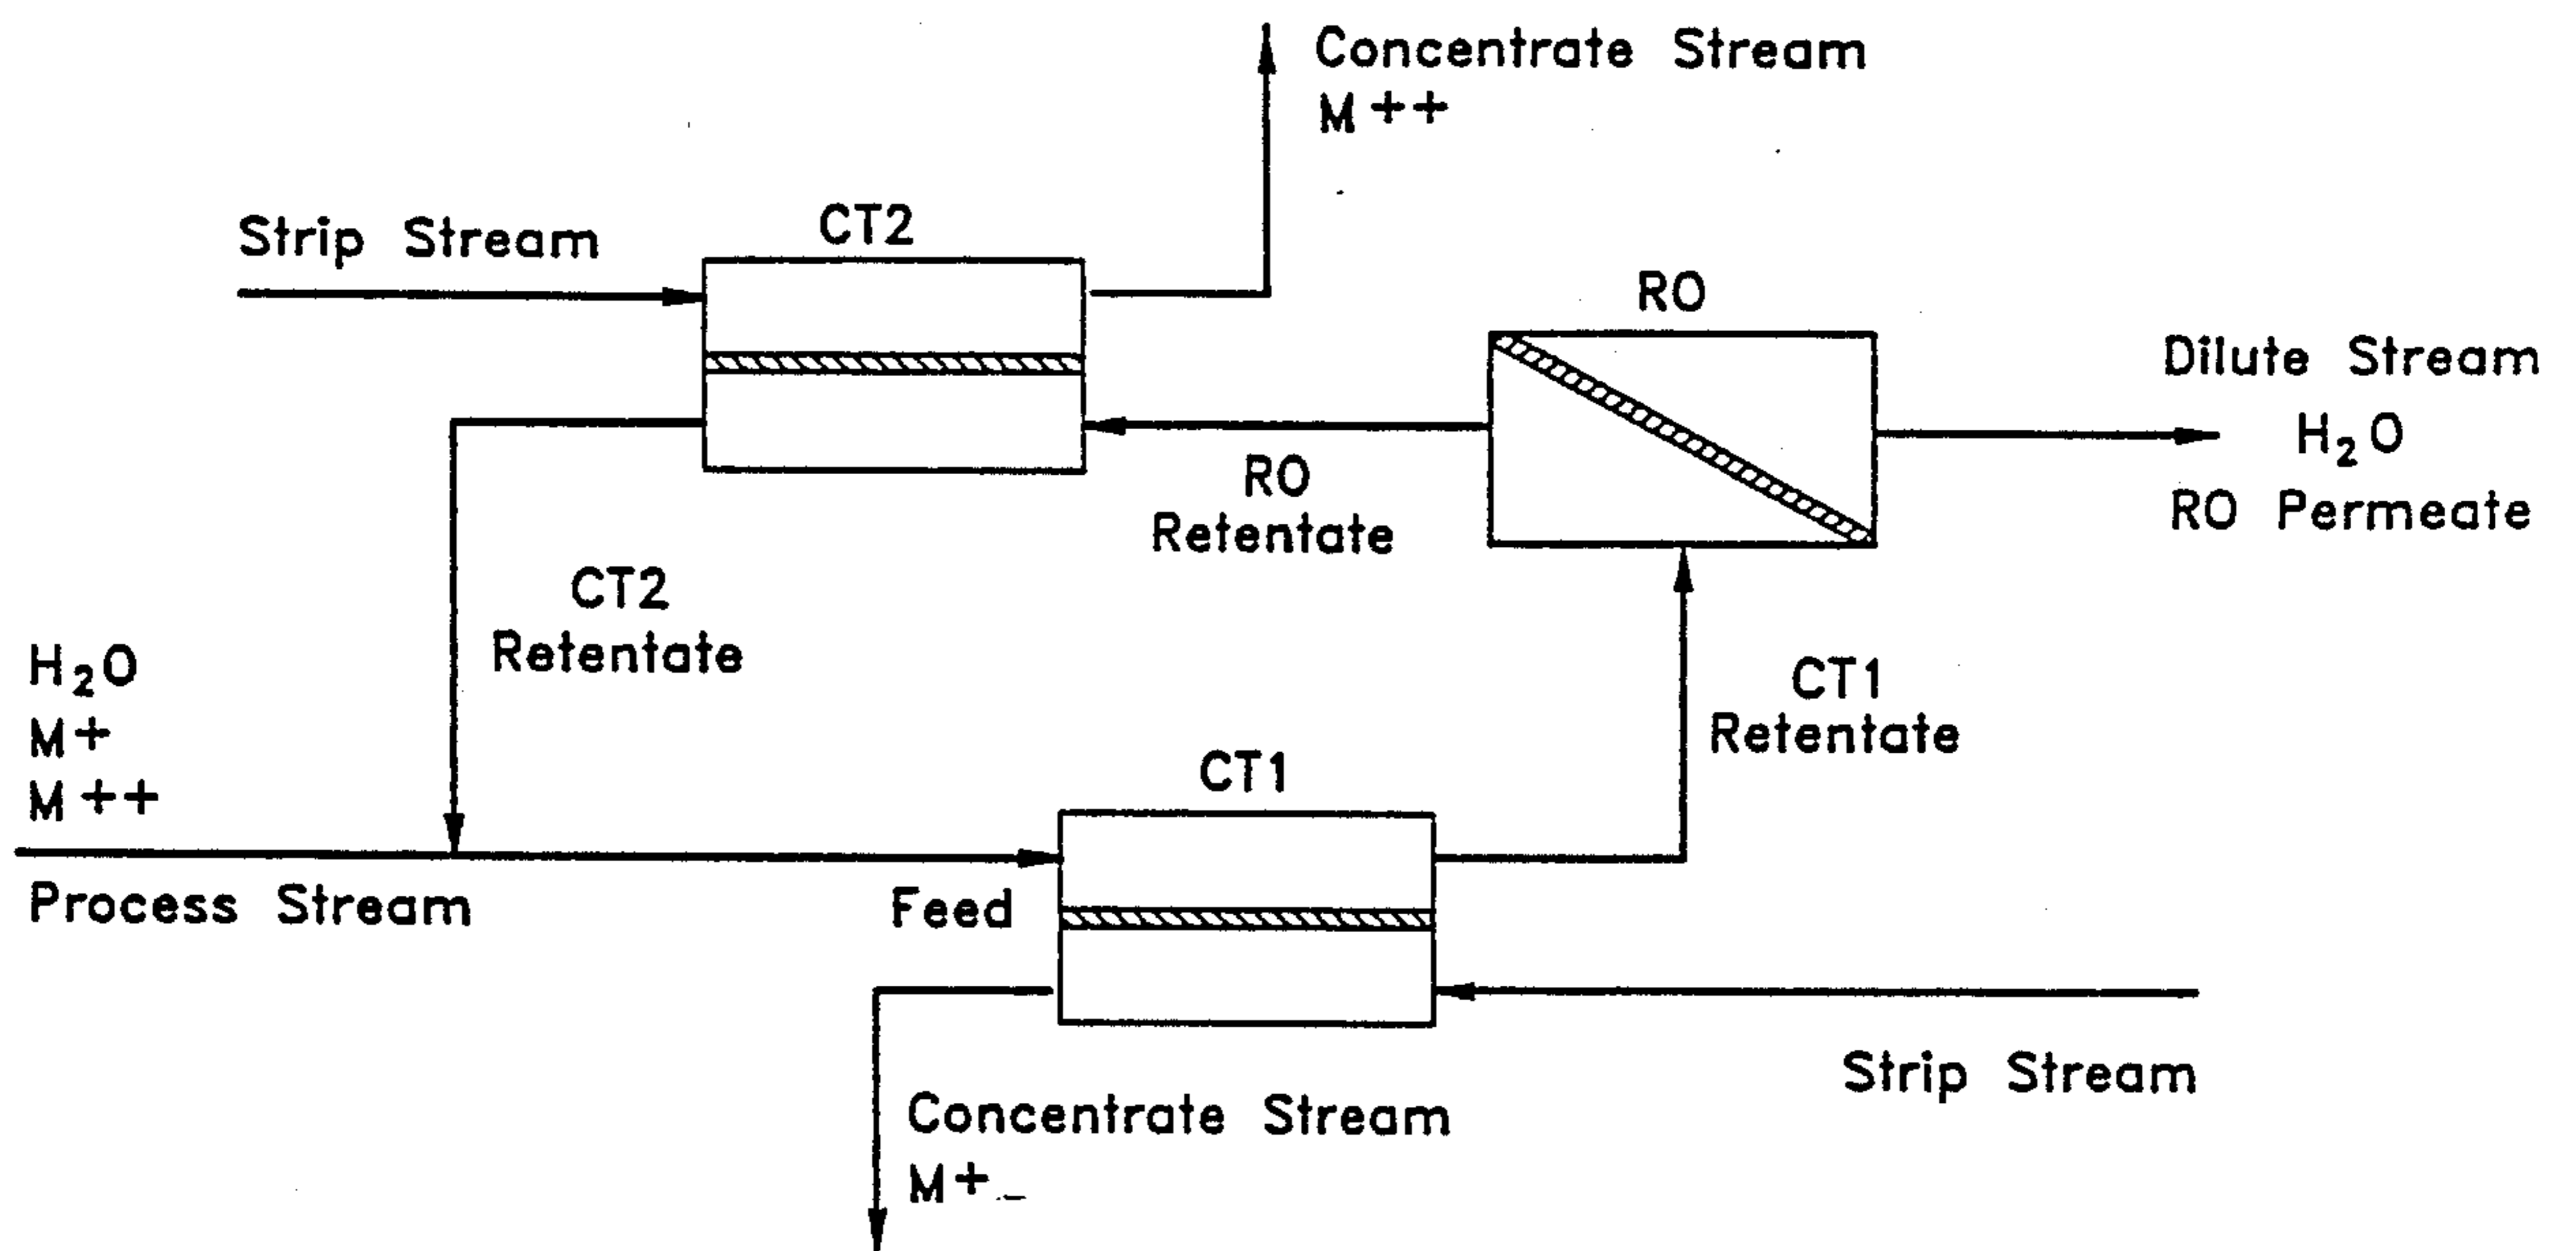 Concentrate Stream
M++
Strip Stream
CT2
RO
Dilute Stream
H₂O
RO Permeate
RO
Retentate
CT2
Retentate
H₂O
M+
M++
CT1
Retentate
CT1
Process Stream
Feed
Strip Stream
Concentrate Stream
M+